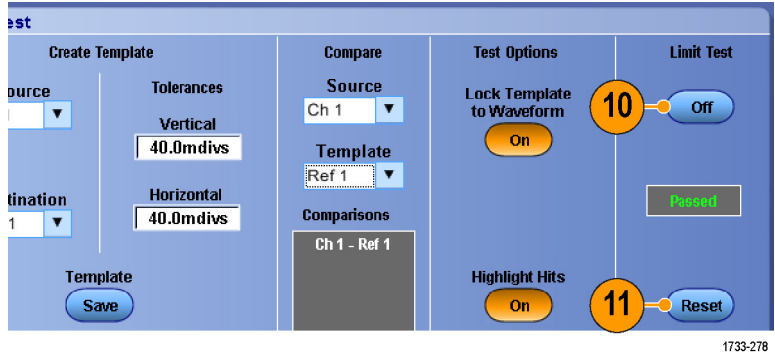 est
Create Template
Compare
Test Options
Limit Test
ource
Tolerances
Source
Lock Template
to Waveform
10
Off
Ch 1
Vertical
On
40.0mdivs
Template
Ref 1
tination
Horizontal
Passed
1
40.0mdivs
Comparisons
Ch 1 - Ref 1
Template
Highlight Hits
Save
On
11
Reset
1733-278